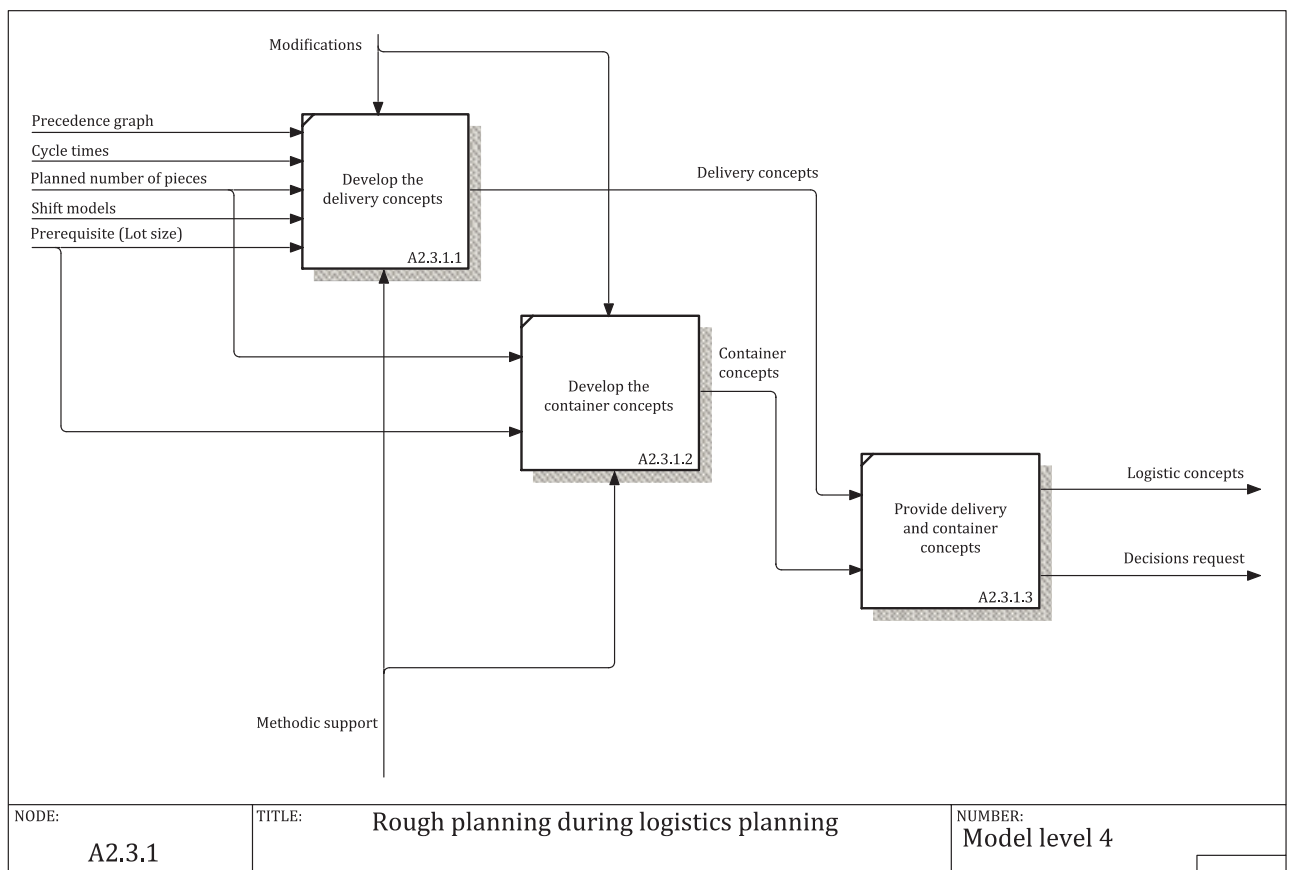 Modifications
Precedence graph
Cycle times
Planned number of pieces
Shift models
Prerequisite (Lot size)
Develop the
delivery concepts
A2.3.1.1
Delivery concepts
Container
concepts
Develop the
container concepts
A2.3.1.2
Logistic concepts
Provide delivery
and container
concepts
Decisions request
A2.3.1.3
Methodic support
NODE:
A2.3.1
TITLE:
Rough planning during logistics planning
NUMBER:
Model level 4